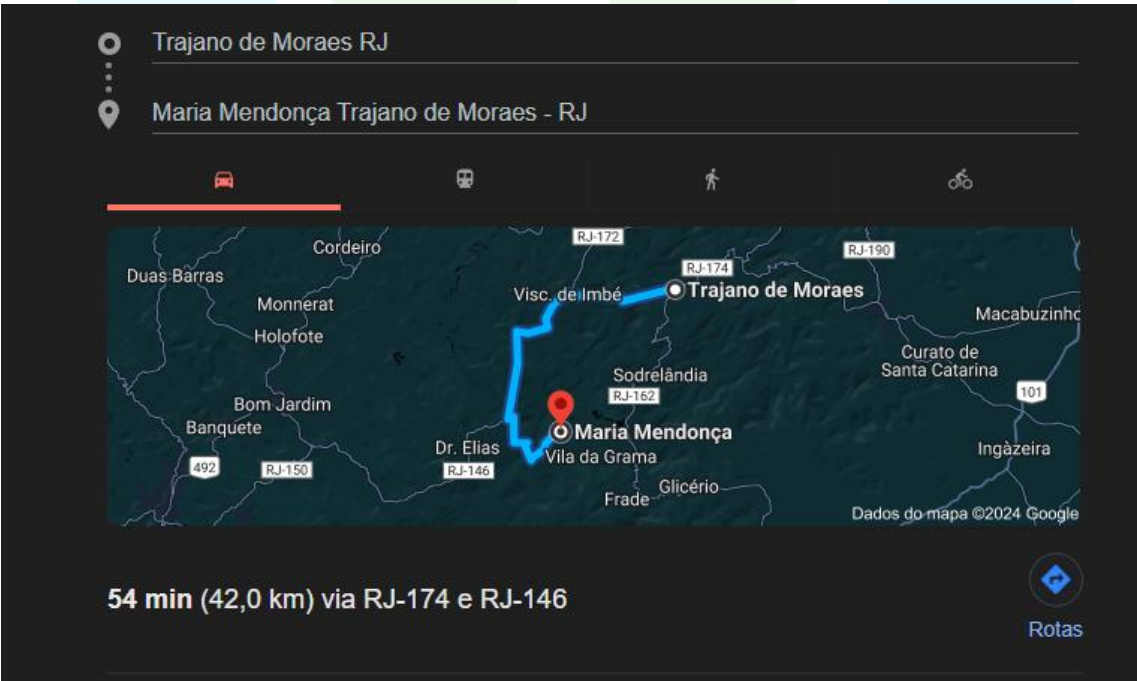 Trajano de Moraes RJ
Maria Mendonça Trajano de Moraes - RJ
RJ-172
Cordeiro
RJ-190
Duas Barras
RJ-174
Visc. de Imbé
Trajano de Moraes
Monnerat
Macabuzinho
Holofote
Curato de
Santa Catarina
Sodrelândia
RJ-162
101
Bom Jardim
Banquete
Maria Mendonça
Dr. Elias
Vila da Grama
Ingàzeira
492
RJ-150
RJ-146
Glicério
Frade
Dados do mapa ©2024 Google
54 min (42,0 km) via RJ-174 e RJ-146
Rotas